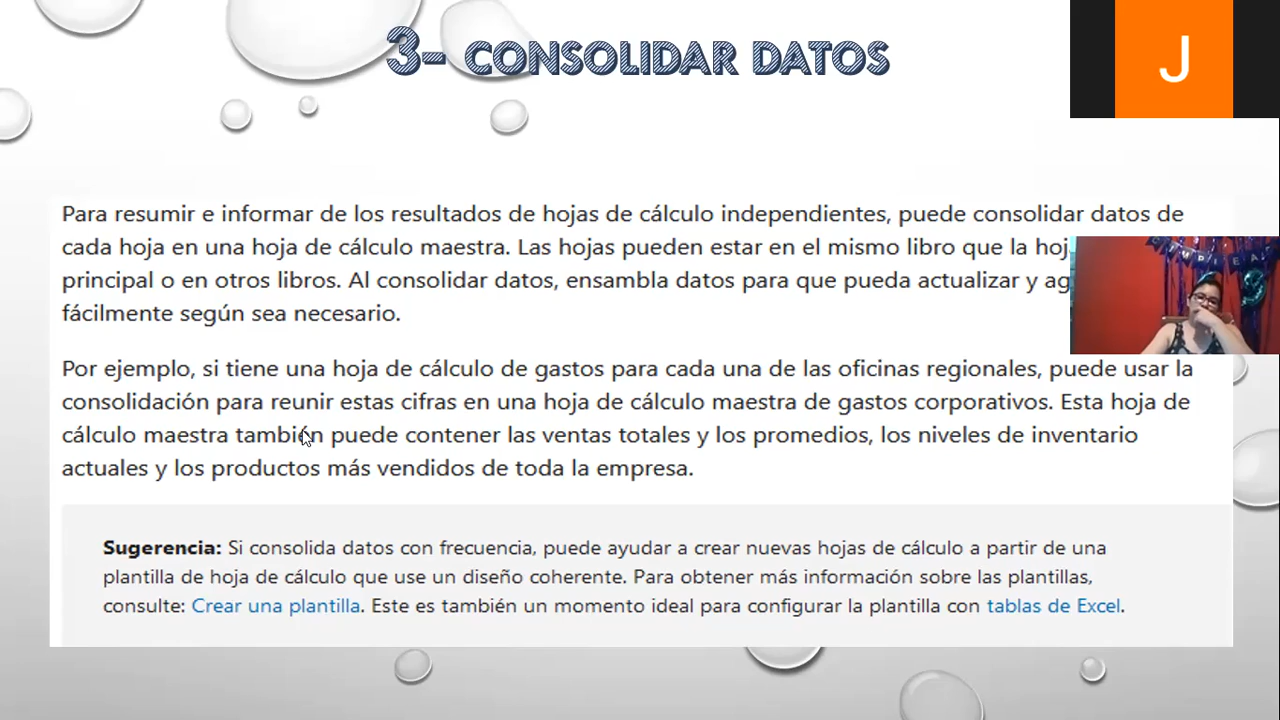 3- CONSOLIDAR DATOS
J
Para resumir e informar de los resultados de hojas de cálculo independientes, puede consolidar datos de
cada hoja en una hoja de cálculo maestra. Las hojas pueden estar en el mismo libro que la
principal o en otros libros. Al consolidar datos, ensambla datos para que pueda actualizar y
fácilmente según sea necesario.
Por ejemplo, si tiene una hoja de cálculo de gastos para cada una de las oficinas regionales, puede usar la
consolidación para reunir estas cifras en una hoja de cálculo maestra de gastos corporativos. Esta hoja de
cálculo maestra también puede contener las ventas totales y los promedios, los niveles de inventario
actuales y los productos más vendidos de toda la empresa.
Sugerencia: Si consolida datos con frecuencia, puede ayudar a crear nuevas hojas de cálculo a partir de una
plantilla de hoja de cálculo que use un diseño coherente. Para obtener más información sobre las plantillas,
consulte: Crear una plantilla. Este es también un momento ideal para configurar la plantilla con tablas de Excel.